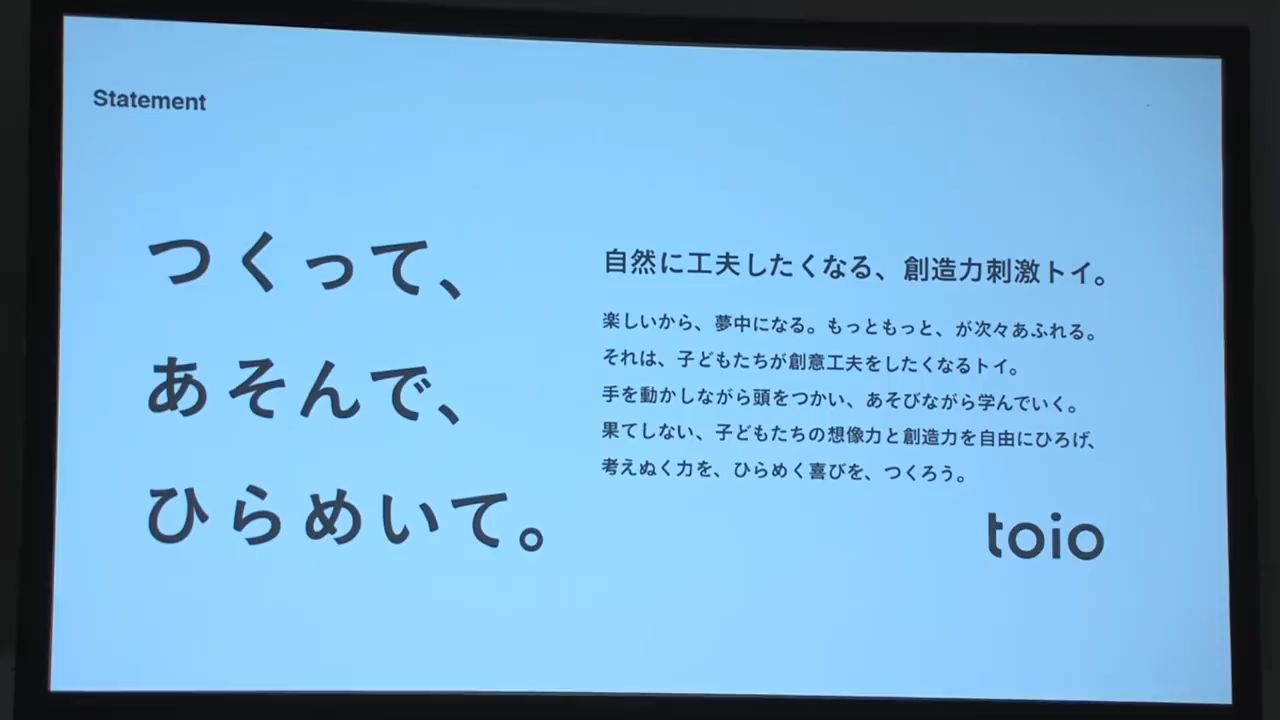 Statement
つくって、
あそんで、
ひらめいて。
自然に工夫したくなる、創造力刺激トイ。
楽しいから、夢中になる。もっともっと、が次々あふれる。
それは、子どもたちが創意工夫をしたくなるトイ。
手を動かしながら頭をつかい、あそびながら学んでいく。
果てしない、子どもたちの想像力と創造力を自由にひろげ、
考えぬく力を、ひらめく喜びを、つくろう。
toio